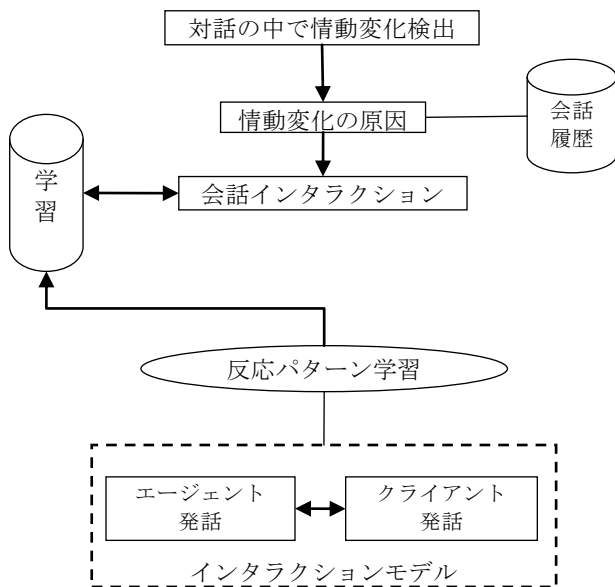 対話の中で情動変化検出
情動変化の原因
会話
履歴
学
習
会話インタラクション
反応パターン学習
エージェント
発話
クライアント
発話
インタラクションモデル